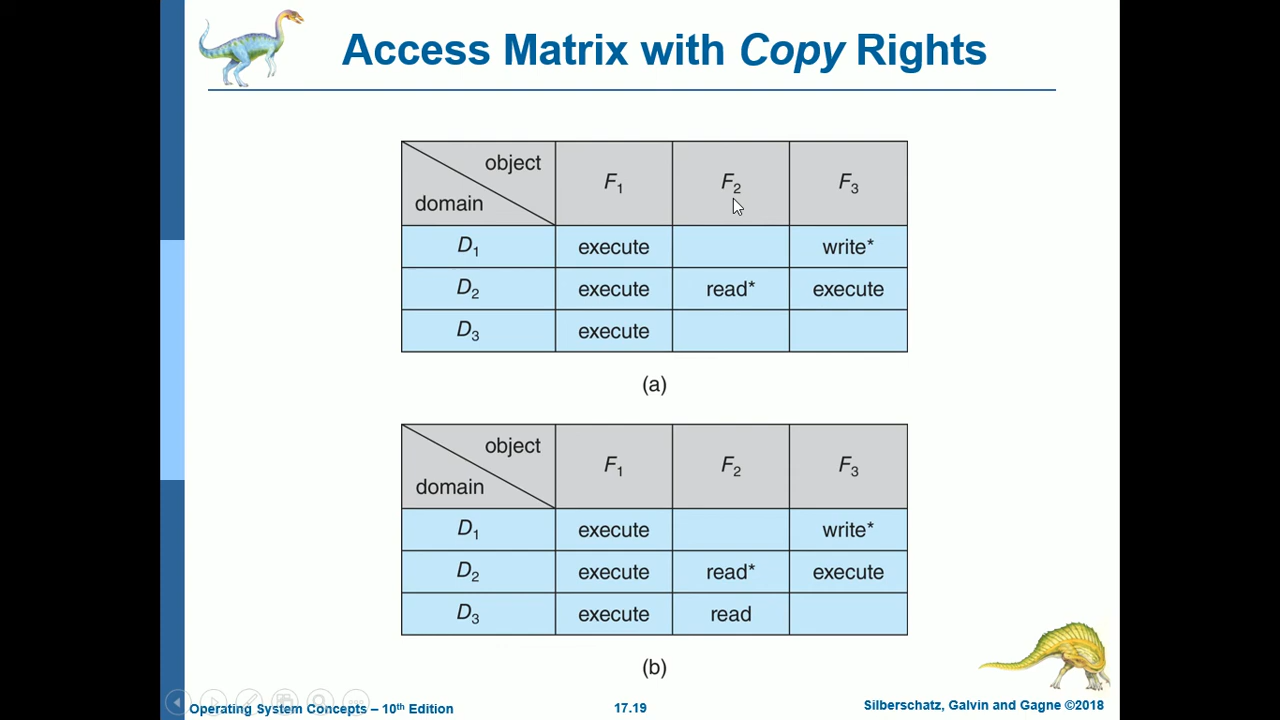 Access Matrix with Copy Rights
object
domain
F1 F2 F3
D1 execute write*
D2 execute read* execute
D3 execute
(a)
object
domain
F1 F2 F3
D1 execute write*
D2 execute read* execute
D3 execute read
(b)
Operating System Concepts – 10th Edition 17.19 Silberschatz, Galvin and Gagne ©2018